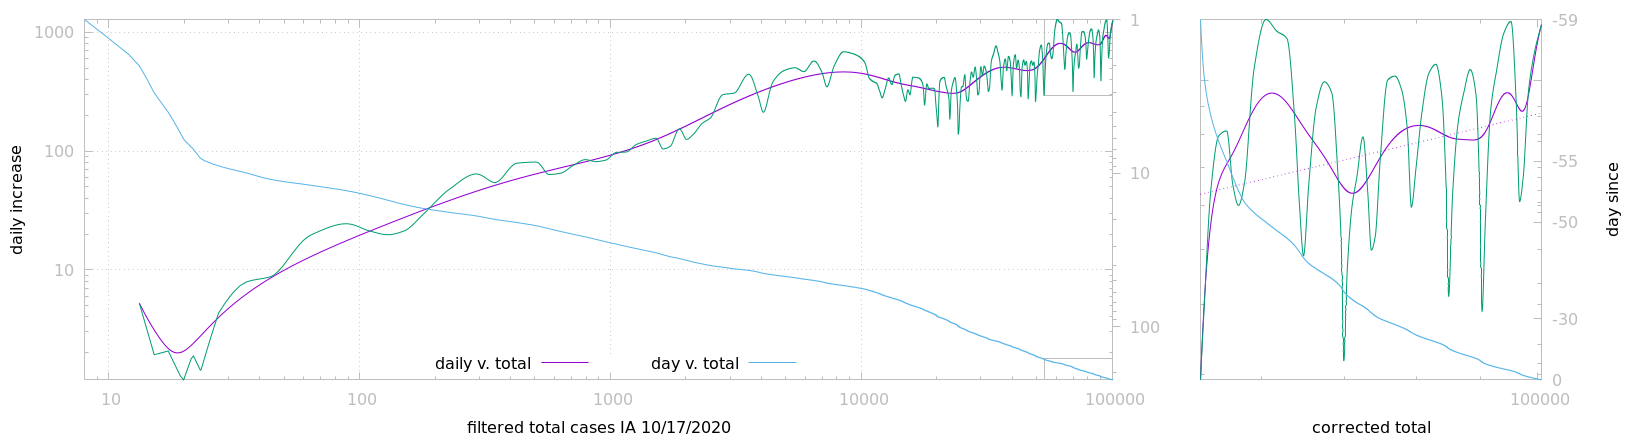 1000
100
10
daily increase
1
10
100
daily v. total
day v. total
10
100
1000
10000
100000
filtered total cases IA 10/17/2020
-59
-55
-50
-30
0
day since
100000
corrected total